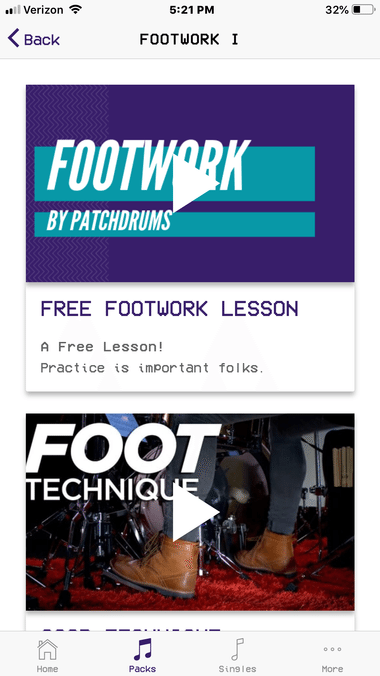 Verizon
5:21 PM
32%
Back
FOOTWORK I
FOOTWORK
BY PATCHDRUMS
FREE FOOTWORK LESSON
A Free Lesson!
Practice is important folks.
FOOT
TECHNIQUE
Home
Packs
Singles
More